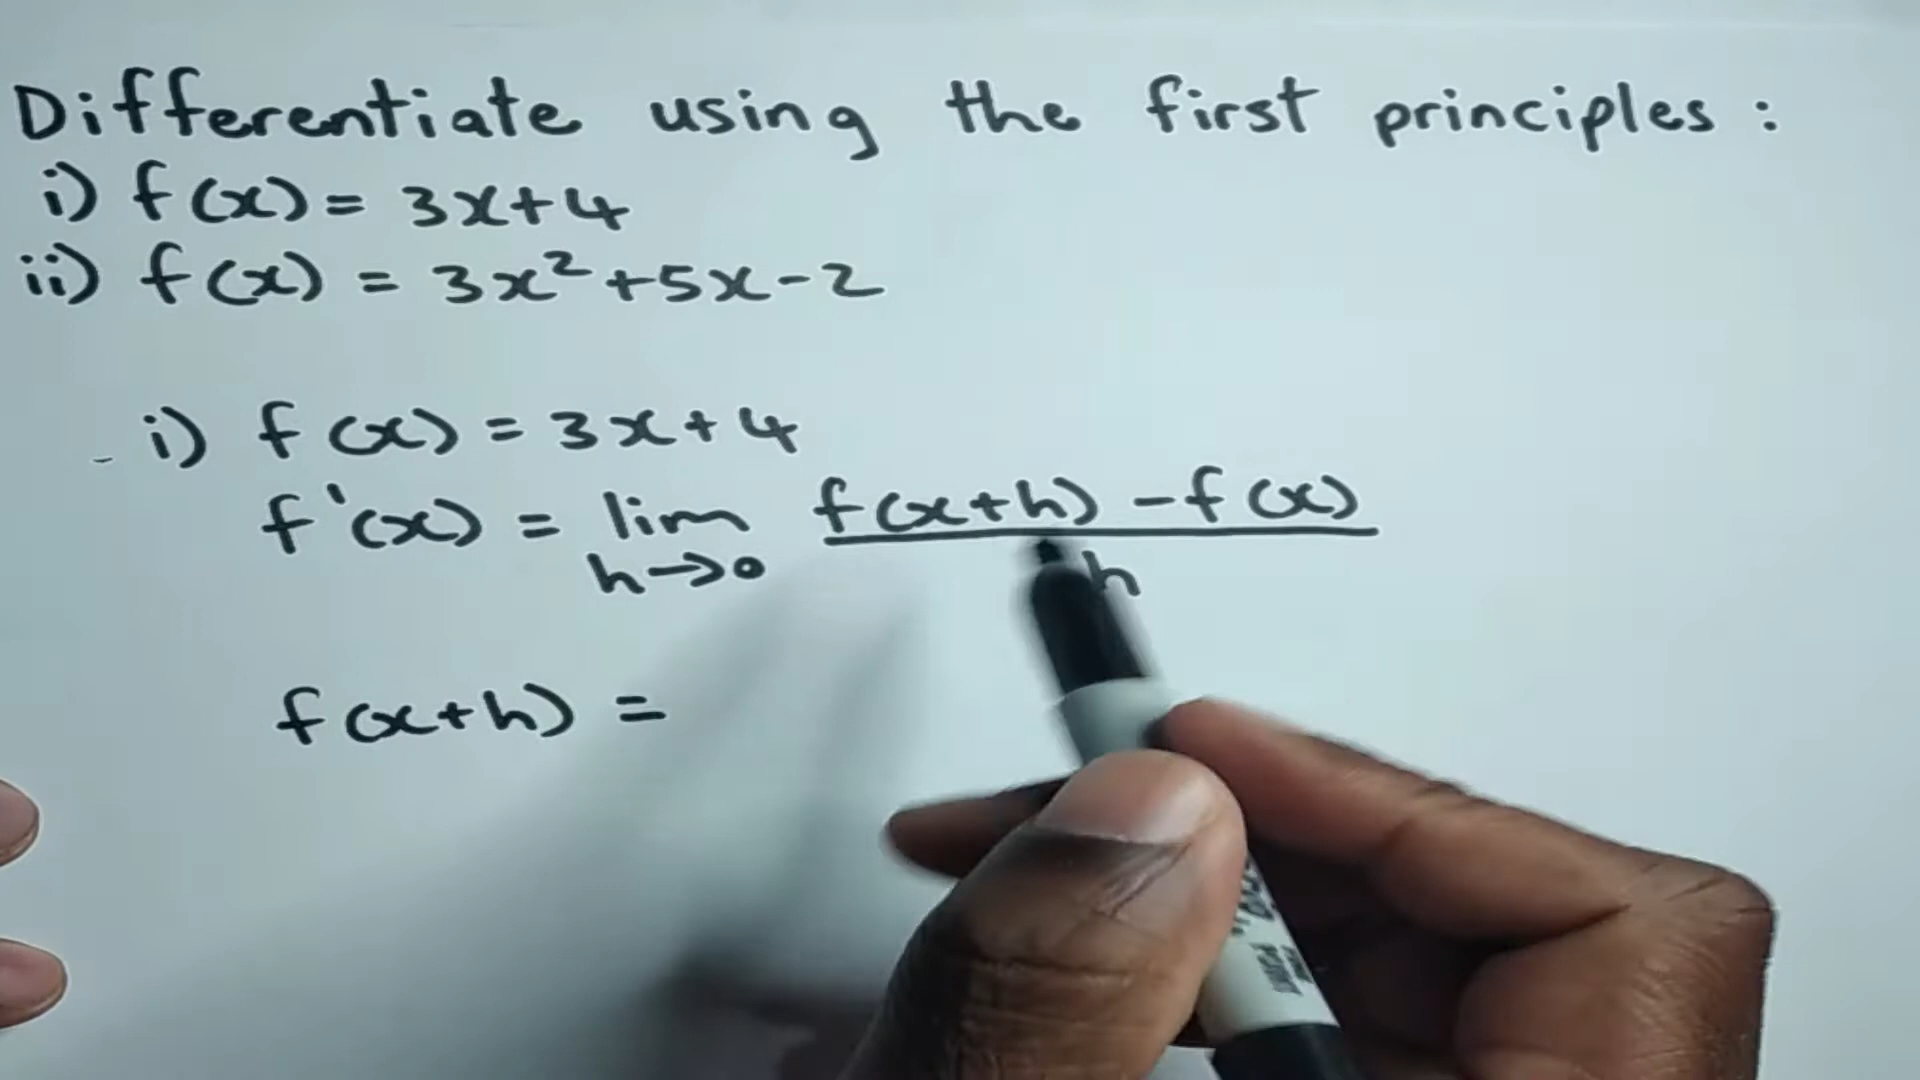 Differentiate using the first principles:
i) f(x) = 3x+4
ii) f(x) = 3x²+5x-2
i) f(x) = 3x+4
f'(x) = lim f(x+h) - f(x)
h→0 h
f(x+h) =